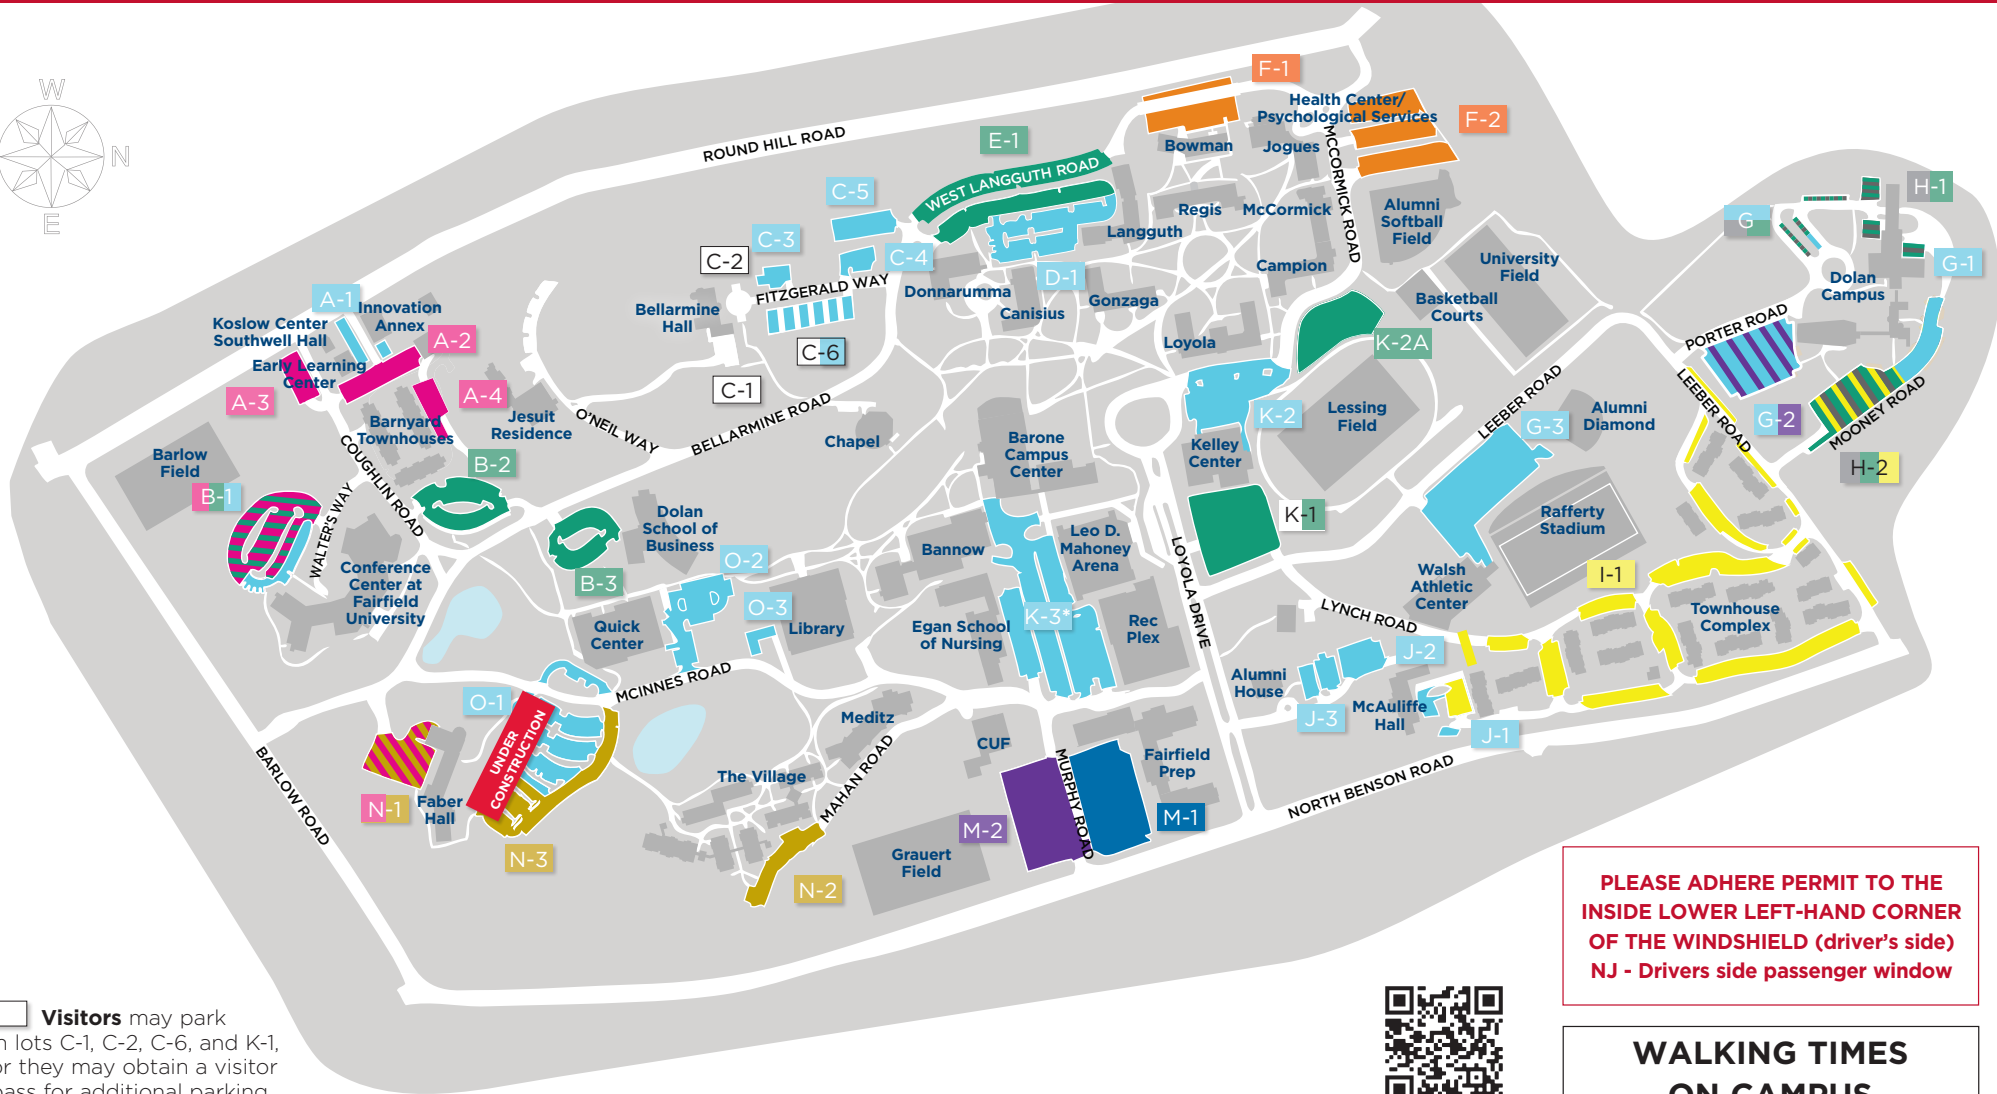 W
N
E
ROUND HILL ROAD
F-1
Health Center/
Psychological Services
F-2
E-1
WEST LANGGUTH ROAD
Bowman
Jogues
MCCORMICK ROAD
C-5
C-3
C-2
C-4
FITZGERALD WAY
Regis
McCormick
Langguth
Alumni
Softball
Field
H-1
G
G-1
Dolan
Campus
University
Field
Campion
D-1
Donnarumma
Canisius
Gonzaga
Basketball
Courts
Bellarmine
Hall
C-6
C-1
A-1
Innovation
Annex
Koslow Center
Southwell Hall
A-2
Early Learning
Center
A-3
A-4
Barnyard
Townhouses
Jesuit
Residence
O'NEIL WAY
BELLARMINE ROAD
Chapel
Loyola
K-2A
K-2
Lessing
Field
LEEBER ROAD
G-3
Alumni
Diamond
PORTER ROAD
LEEBER ROAD
G-2
MOONEY ROAD
H-2
Barlow
Field
B-1
COUGHLIN ROAD
WALTER'S WAY
B-2
Barone
Campus
Center
Kelley
Center
K-1
Rafferty
Stadium
Dolan
School of
Business
B-3
Conference
Center at
Fairfield
University
Bannow
Leo D.
Mahoney
Arena
LOYOLA DRIVE
Walsh
Athletic
Center
I-1
O-2
O-3
Quick
Center
Library
Egan School
of Nursing
K-3*
Rec
Plex
LYNCH ROAD
Townhouse
Complex
J-2
MCINNES ROAD
O-1
UNDER
CONSTRUCTION
Alumni
House
J-3
McAuliffe
Hall
J-1
Meditz
MAHAN ROAD
CUF
MURPHY ROAD
Fairfield
Prep
BARLOW ROAD
N-1
Faber
Hall
The Village
M-2
M-1
NORTH BENSON ROAD
N-3
N-2
Grauert
Field
PLEASE ADHERE PERMIT TO THE
INSIDE LOWER LEFT-HAND CORNER
OF THE WINDSHIELD (driver's side)
NJ - Drivers side passenger window
Visitors may park
lots C-1, C-2, C-6, and K-1,
or they may obtain a visitor
pass for additional parking
WALKING TIMES
ON CAMPUS